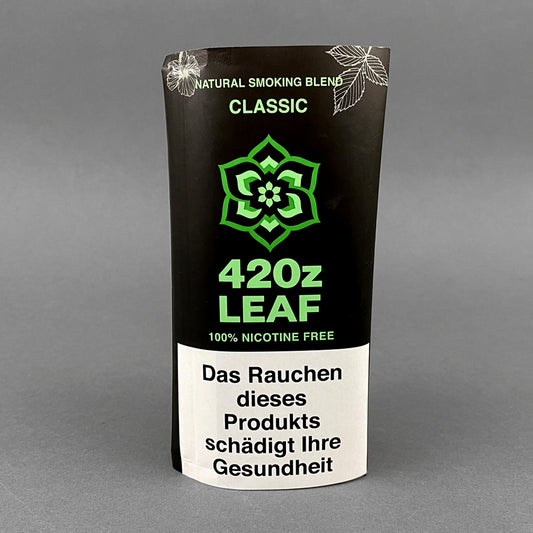 NATURAL SMOKING BLEND
CLASSIC
420z
LEAF
100% NICOTINE FREE
Das Rauchen
dieses
Produkts
schädigt Ihre
Gesundheit